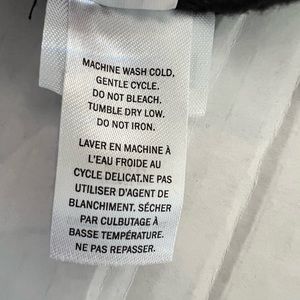 MACHINE WASH COLD,
GENTLE CYCLE.
DO NOT BLEACH.
TUMBLE DRY LOW.
DO NOT IRON.
LAVER EN MACHINE À
L'EAU FROIDE AU
CYCLE DELICAT.NE PAS
UTILISER D'AGENT DE
BLANCHIMENT. SÉCHER
PAR CULBUTAGE À
BASSE TEMPÉRATURE.
NE PAS REPASSER.